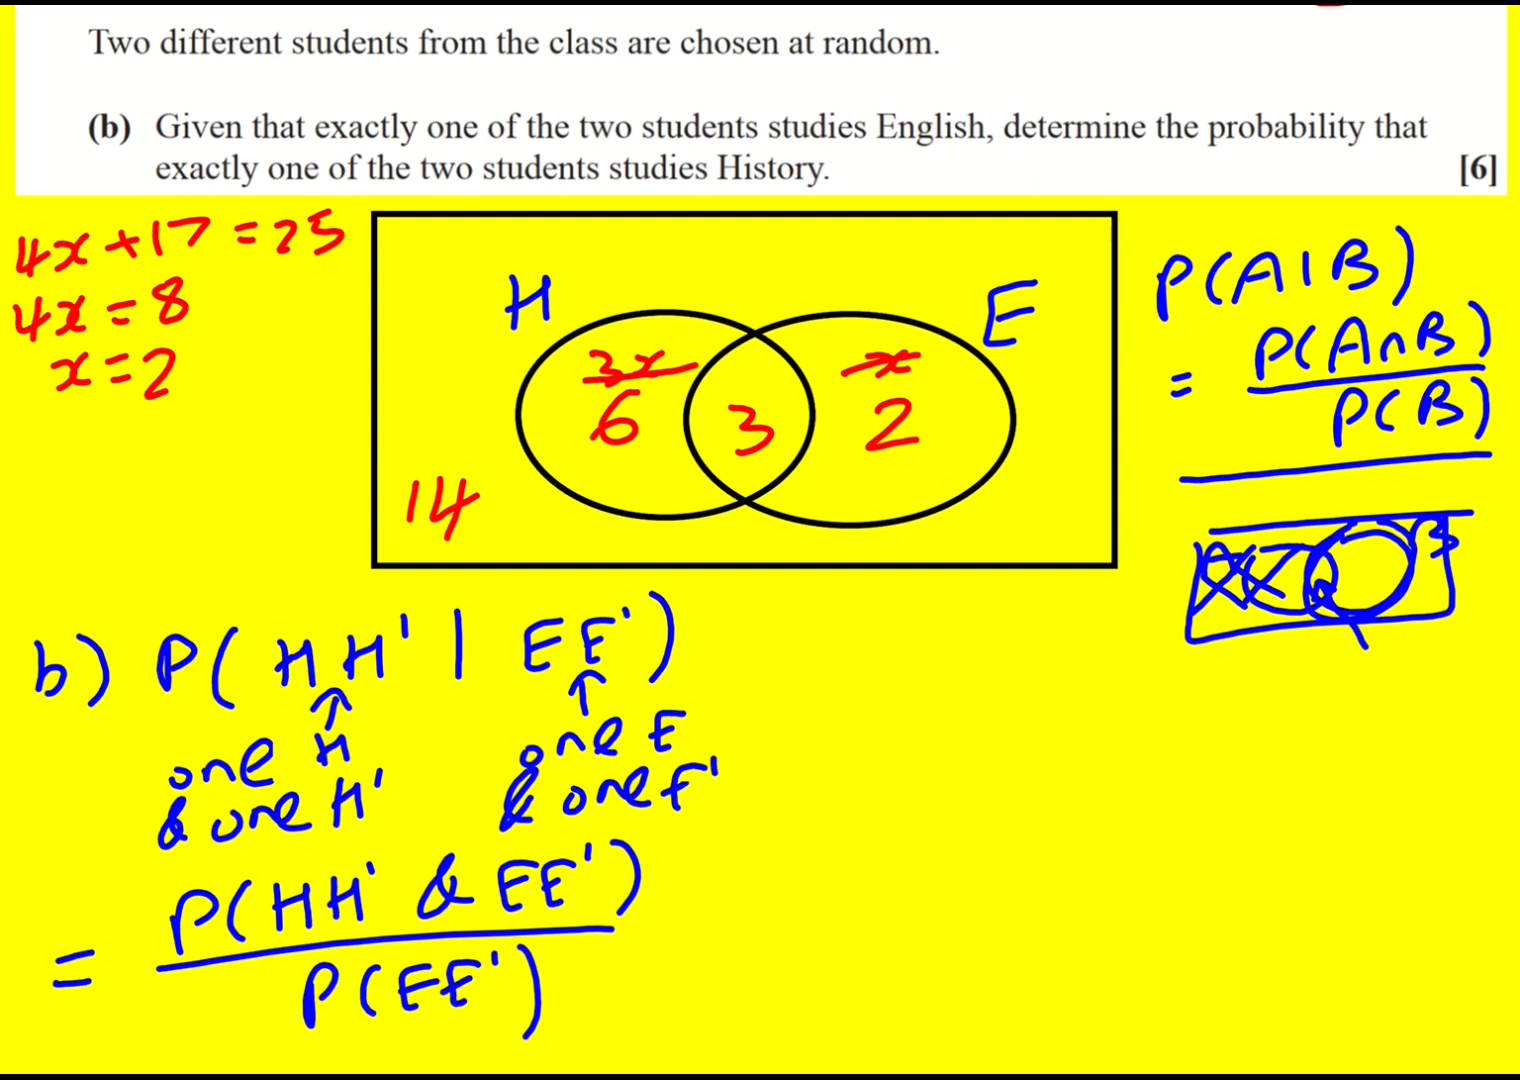 Two different students from the class are chosen at random.
(b) Given that exactly one of the two students studies English, determine the probability that
exactly one of the two students studies History. [6]
4x + 17 = 25
4x = 8
x = 2
H
E
3x
6
3
x
2
14
P(A|B)
= P(A∩B)
P(B)
B
b) P( HH' | EE')
one H
& one H'
one E
& one E'
= P(HH' & EE')
P(EE')